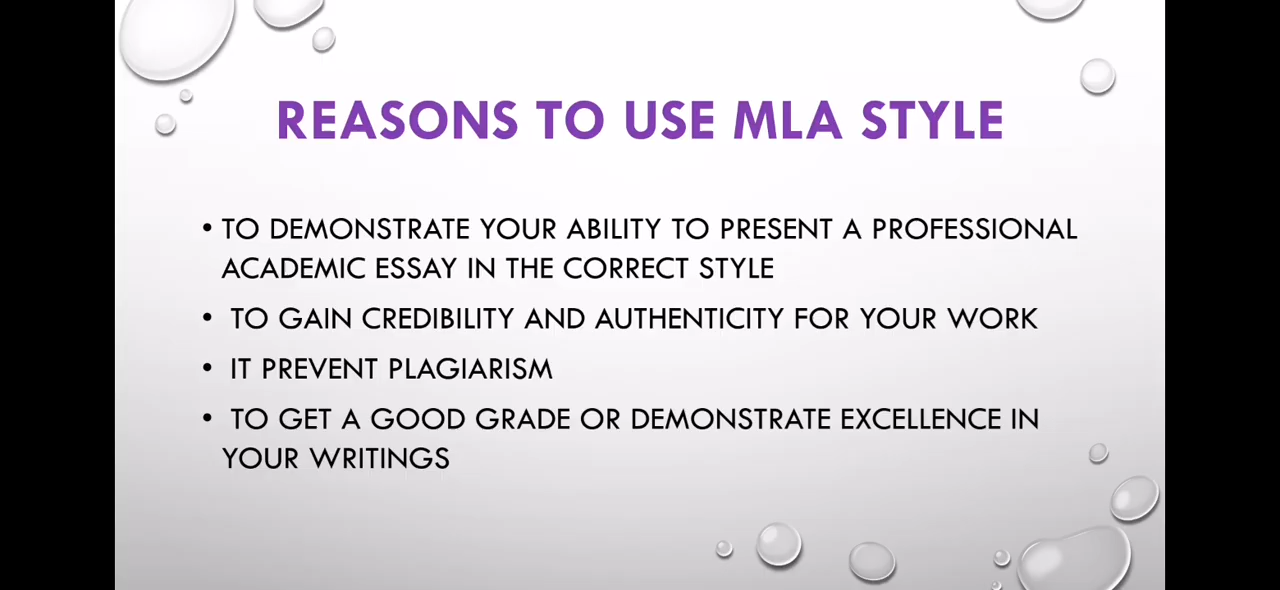 REASONS TO USE MLA STYLE
• TO DEMONSTRATE YOUR ABILITY TO PRESENT A PROFESSIONAL
ACADEMIC ESSAY IN THE CORRECT STYLE
• TO GAIN CREDIBILITY AND AUTHENTICITY FOR YOUR WORK
• IT PREVENT PLAGIARISM
• TO GET A GOOD GRADE OR DEMONSTRATE EXCELLENCE IN
YOUR WRITINGS